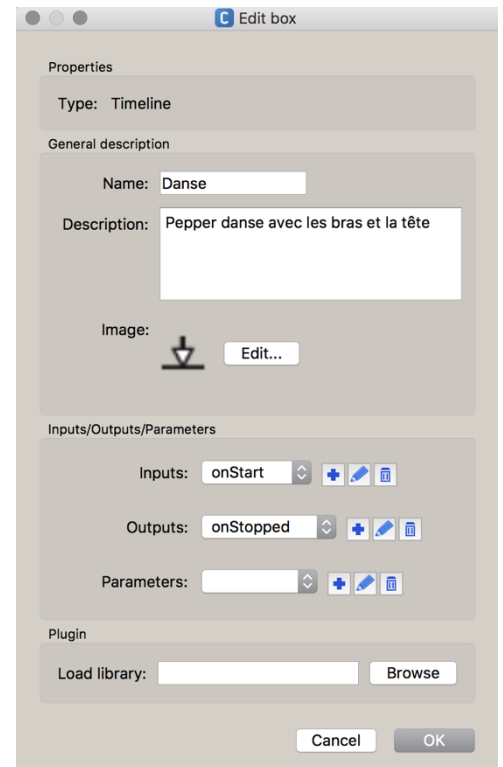 Edit box
Properties
Type: Timeline
General description
Name: Danse
Description: Pepper danse avec les bras et la tête
Image:
Edit...
Inputs/Outputs/Parameters
Inputs: onStart
Outputs: onStopped
Parameters:
Plugin
Load library: Browse
Cancel OK